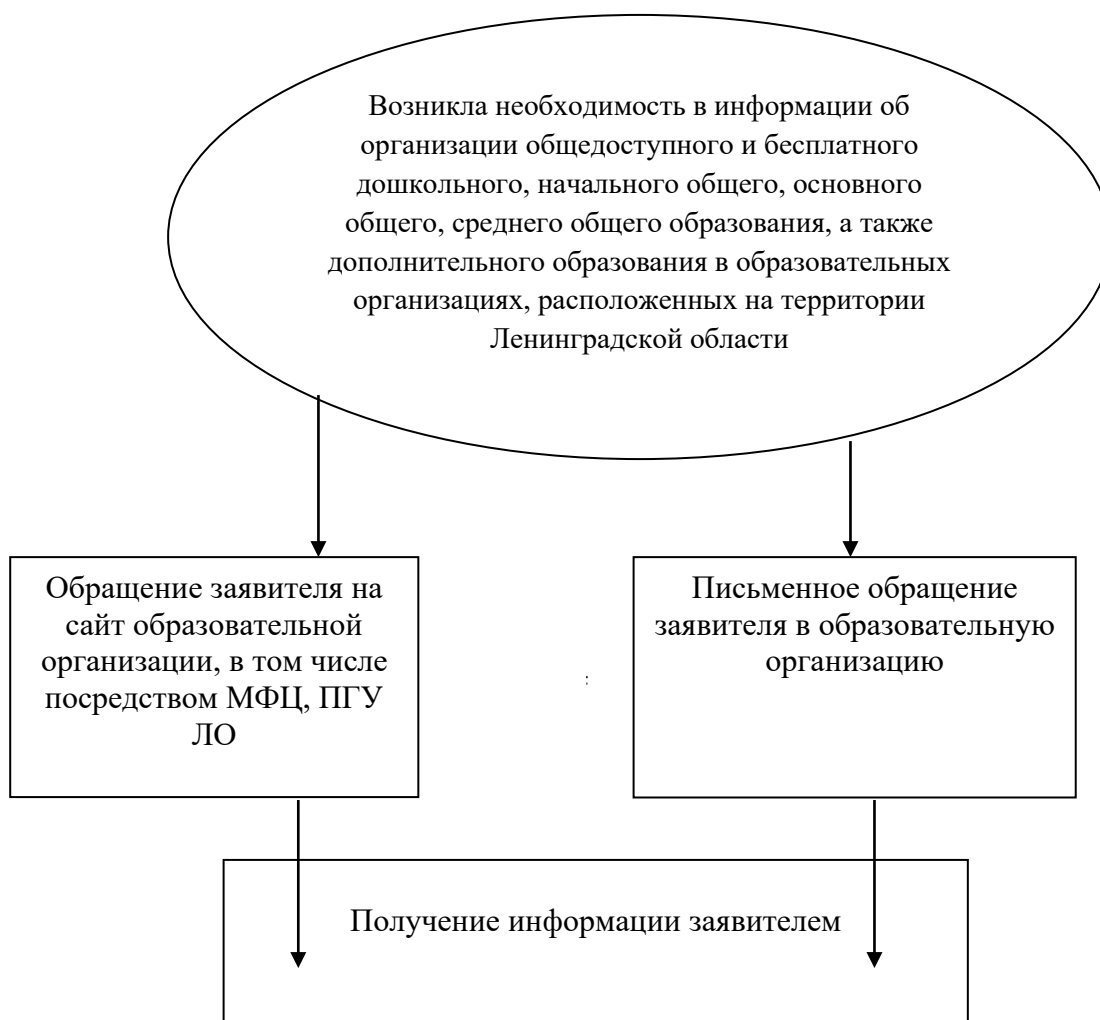 Возникла необходимость в информации об
организации общедоступного и бесплатного
дошкольного, начального общего, основного
общего, среднего общего образования, а также
дополнительного образования в образовательных
организациях, расположенных на территории
Ленинградской области
Обращение заявителя на
сайт образовательной
организации, в том числе
посредством МФЦ, ПГУ
ЛО
Письменное обращение
заявителя в образовательную
организацию
:
Получение информации заявителем